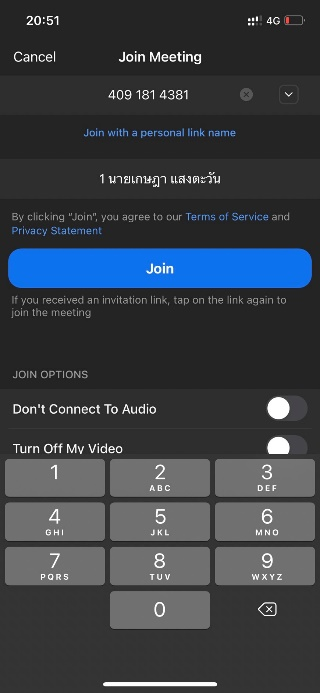 20:51
4G
Cancel
Join Meeting
409 181 4381
Join with a personal link name
1 นายเกษฎา แสงตะวัน
By clicking "Join", you agree to our Terms of Service and
Privacy Statement
Join
If you received an invitation link, tap on the link again to
join the meeting
JOIN OPTIONS
Don't Connect To Audio
Turn Off My Video
1
2
ABC
3
DEF
4
GHI
5
JKL
6
MNO
7
PQRS
8
TUV
9
WXYZ
0